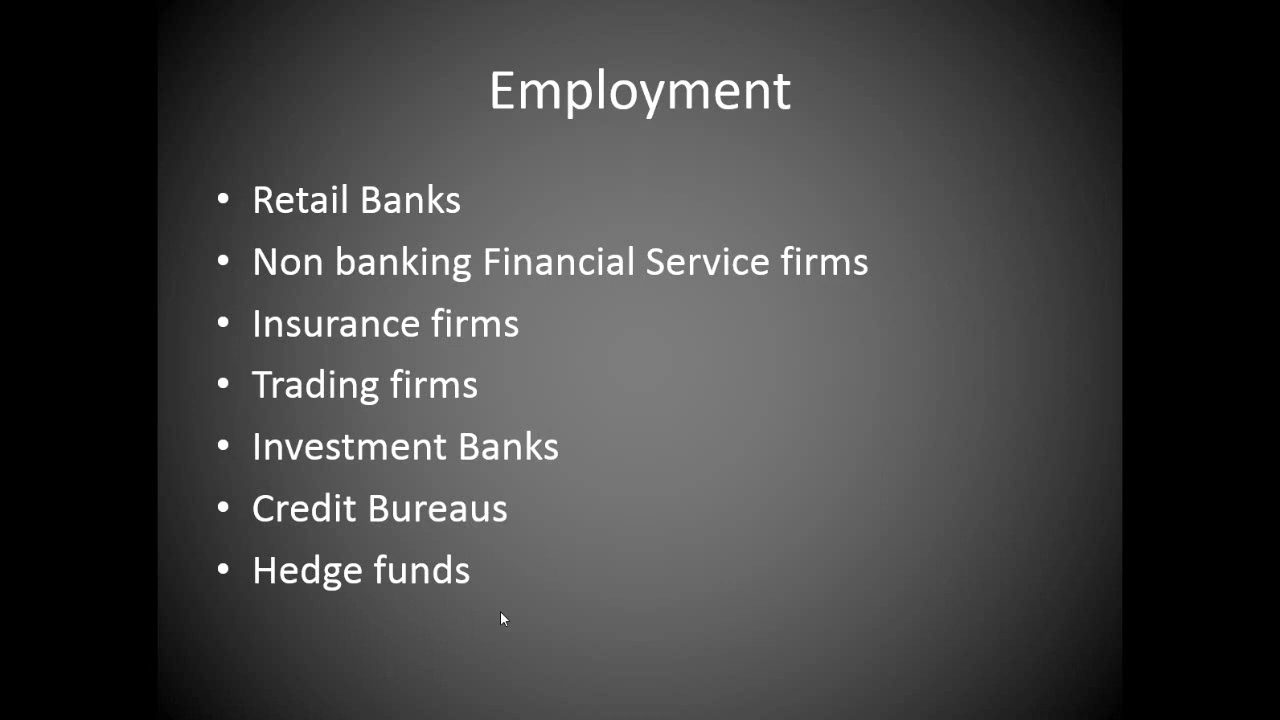 Employment
• Retail Banks
• Non banking Financial Service firms
• Insurance firms
• Trading firms
• Investment Banks
• Credit Bureaus
• Hedge funds